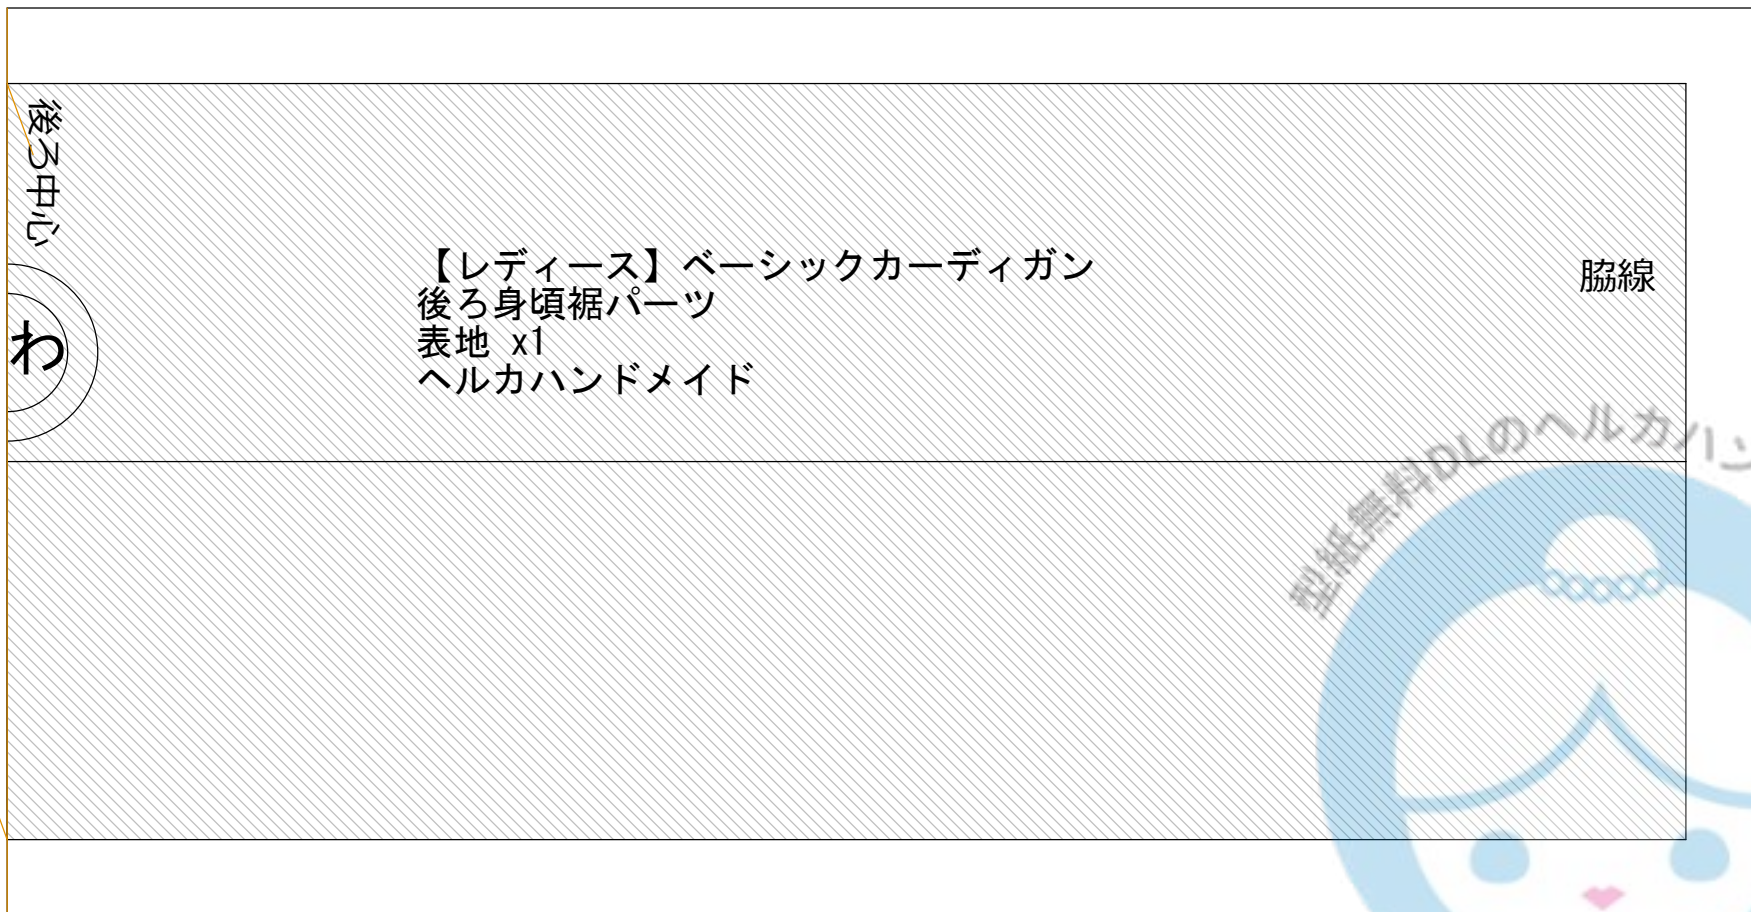 後ろ中心
わ
【レディース】ベーシックカーディガン
後ろ身頃裾パーツ
表地 x1
ヘルカハンドメイド
脇線
型紙無料DLのヘルカハン